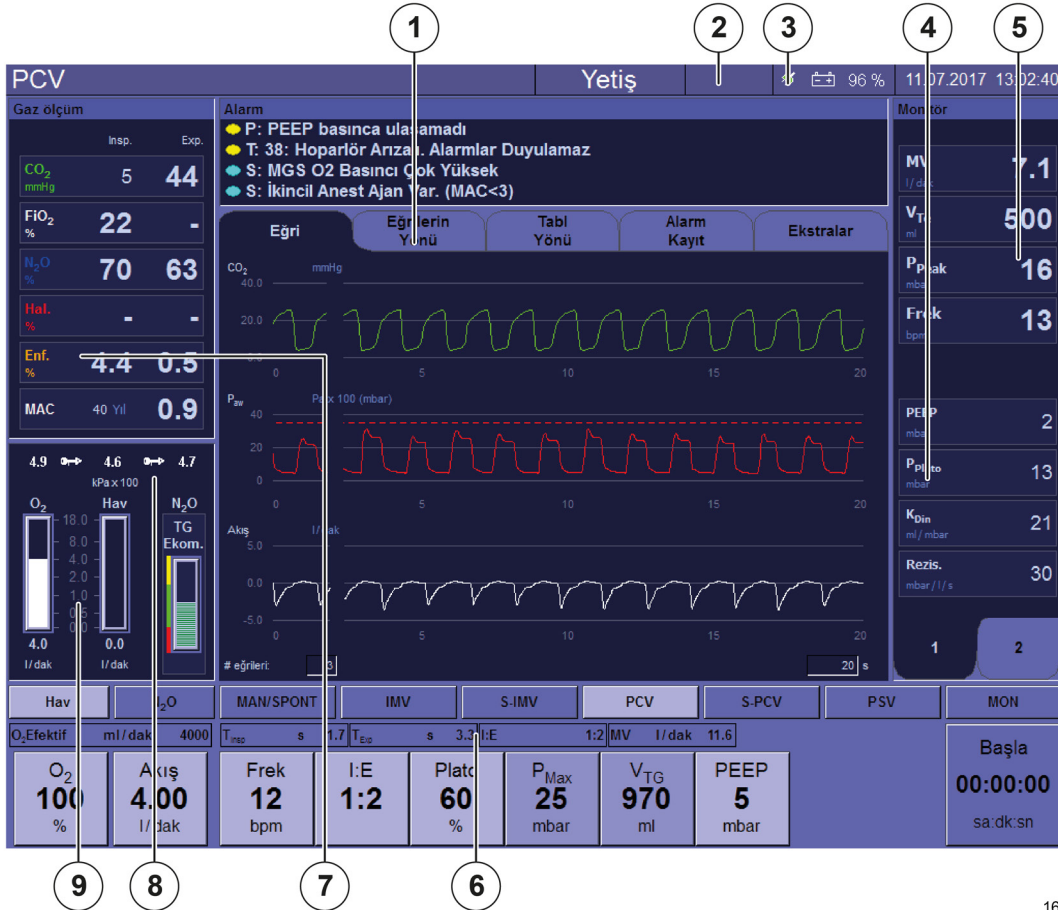 1 2 3 4 5
PCV Yetiş 96 % 11.07.2017 13:02:40
Gaz ölçüm
Insp. Exp.
CO2 mmHg 5 44
FiO2 % 22 -
N2O % 70 63
Hal. % - -
Enf. % 4.4 0.5
MAC 40 Yıl 0.9
4.9 4.6 4.7
kPa x 100
O2 Hav N2O
18.0
8.0
4.0
2.0
1.0
0.5
0.0
TG
Ekom.
4.0 0.0
l/dak l/dak
Alarm
P: PEEP basınca ulaşamadı
T: 38: Hoparlör Arızalı. Alarmlar Duyulamaz
S: MGS O2 Basıncı Çok Yüksek
S: İkincil Anest Ajan Var. (MAC<3)
Eğri
Eğrilerin Yönü
Tabl Yönü
Alarm Kayıt
Ekstralar
CO2 mmHg
40.0
20.0
0.0
0 5 10 15 20
Paw Pa x 100 (mbar)
40
20
0
0 5 10 15 20
Akış l/dak
5.0
0.0
-5.0
0 5 10 15 20
# eğrileri: 3 20 s
Monitör
MV l/dak 7.1
VTG ml 500
PPeak mbar 16
Frek bpm 13
PEEP mbar 2
PPlato mbar 13
KDin ml/mbar 21
Rezis. mbar/l/s 30
1 2
Hav N2O MAN/SPONT IMV S-IMV PCV S-PCV PSV MON
O2Efektif ml/dak 4000 TInsp s 1.7 TExp s 3.3 I:E 1:2 MV l/dak 11.6
O2 100 %
Akış 4.00 l/dak
Frek 12 bpm
I:E 1:2
Plato 60 %
PMax 25 mbar
VTG 970 ml
PEEP 5 mbar
Başla
00:00:00
sa:dk:sn
9 8 7 6
16